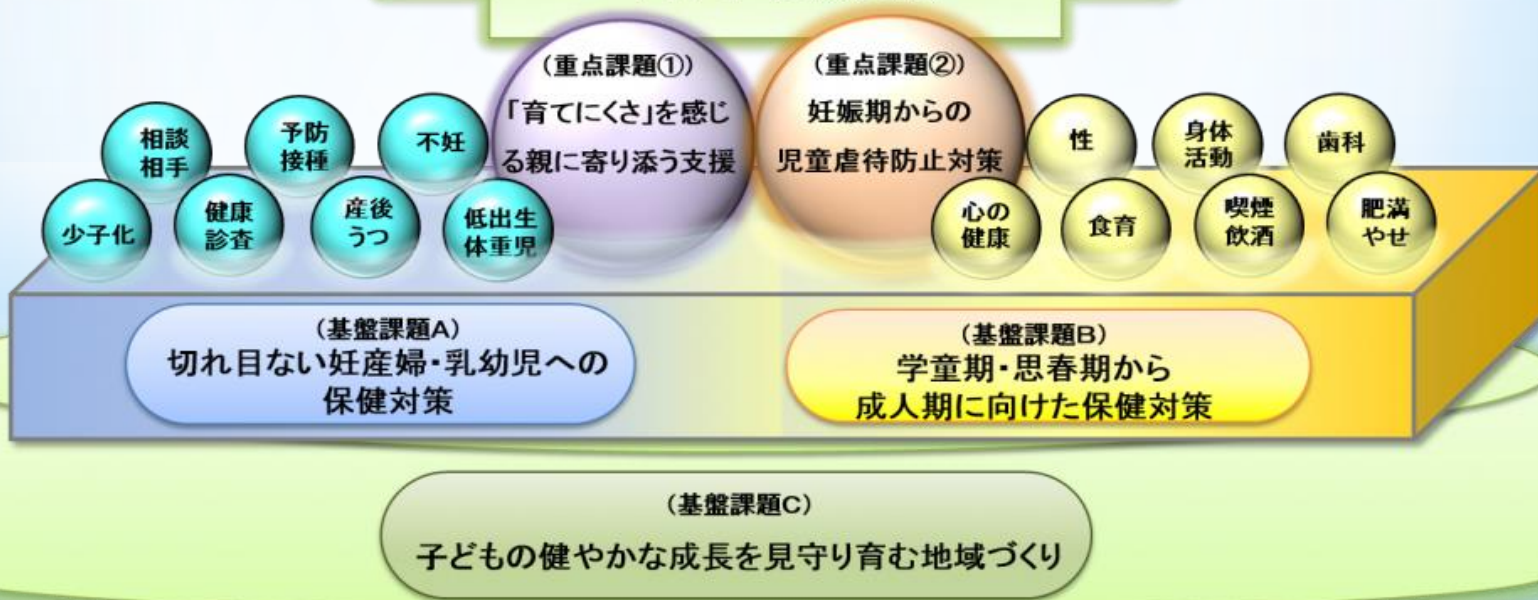 （重点課題①）
「育てにくさ」を感じ
る親に寄り添う支援
（重点課題②）
妊娠期からの
児童虐待防止対策
相談
相手
予防
接種
不妊
少子化
健康
診査
産後
うつ
低出生
体重児
性
身体
活動
歯科
心の
健康
食育
喫煙
飲酒
肥満
やせ
（基盤課題A）
切れ目ない妊産婦・乳幼児への
保健対策
（基盤課題B）
学童期・思春期から
成人期に向けた保健対策
（基盤課題C）
子どもの健やかな成長を見守り育む地域づくり